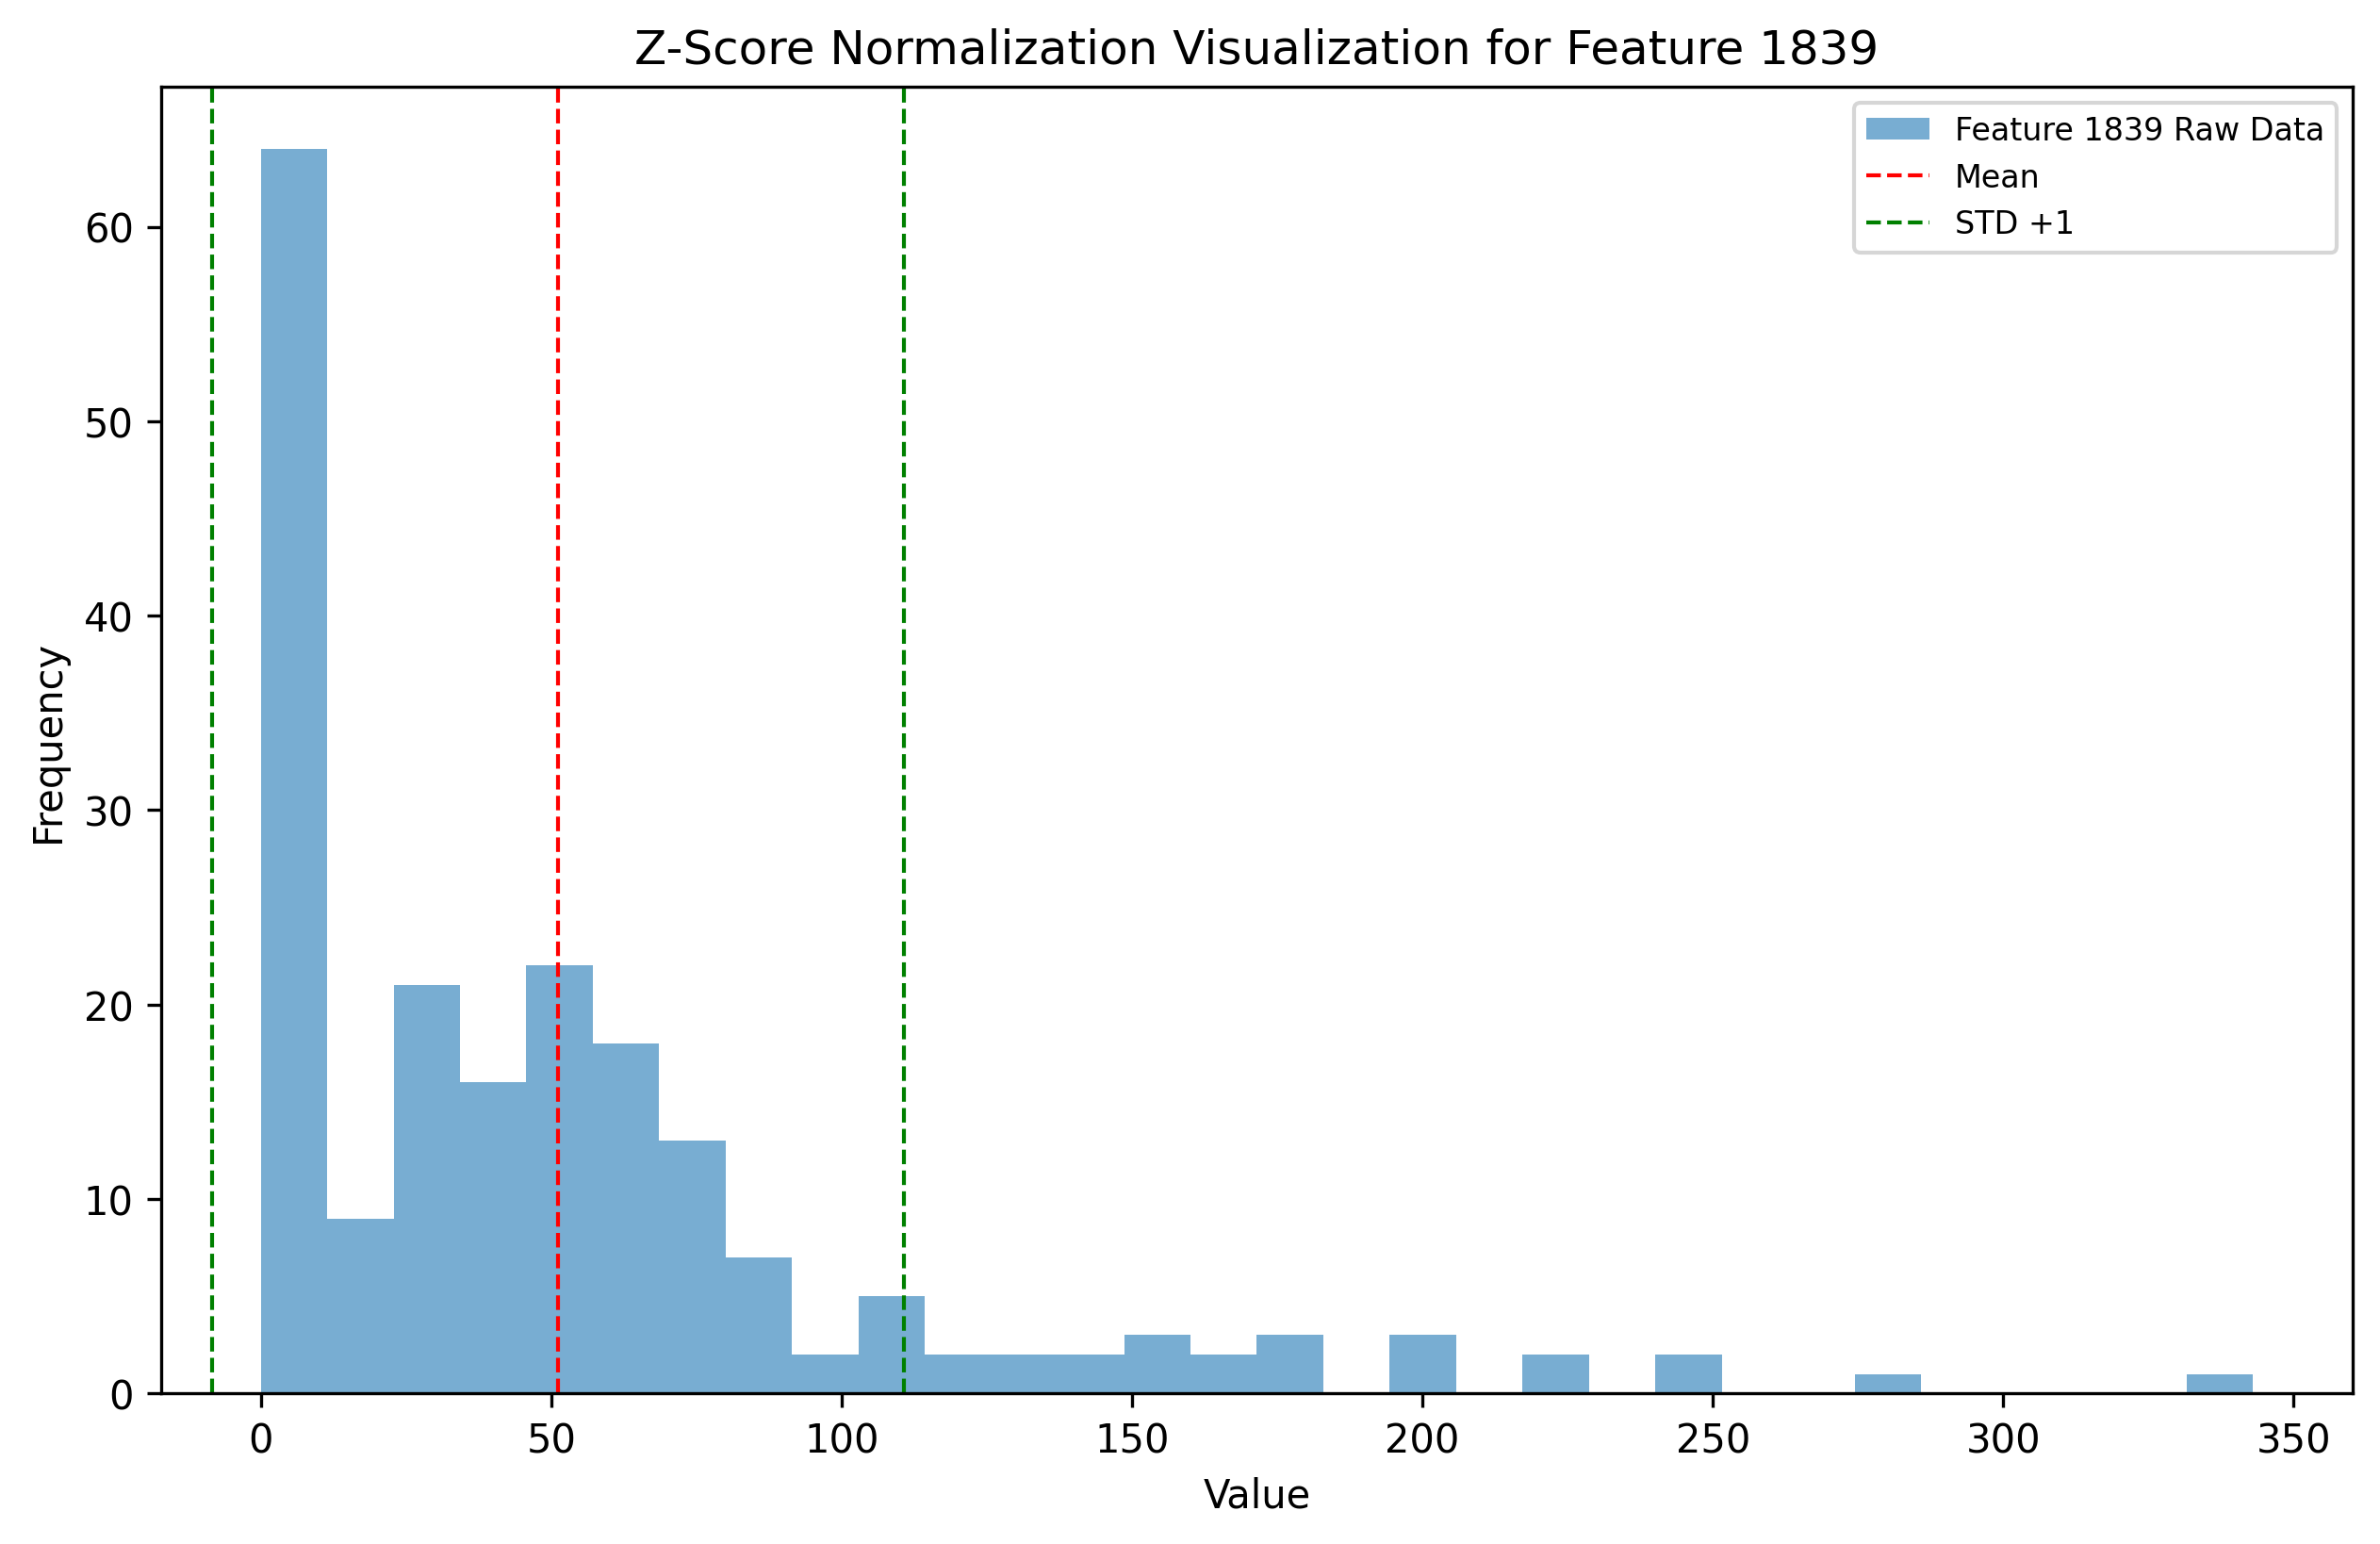 Z-Score Normalization Visualization for Feature 1839
Feature 1839 Raw Data
Mean
STD +1
Frequency
60
50
40
30
20
10
0
0 50 100 150 200 250 300 350
Value